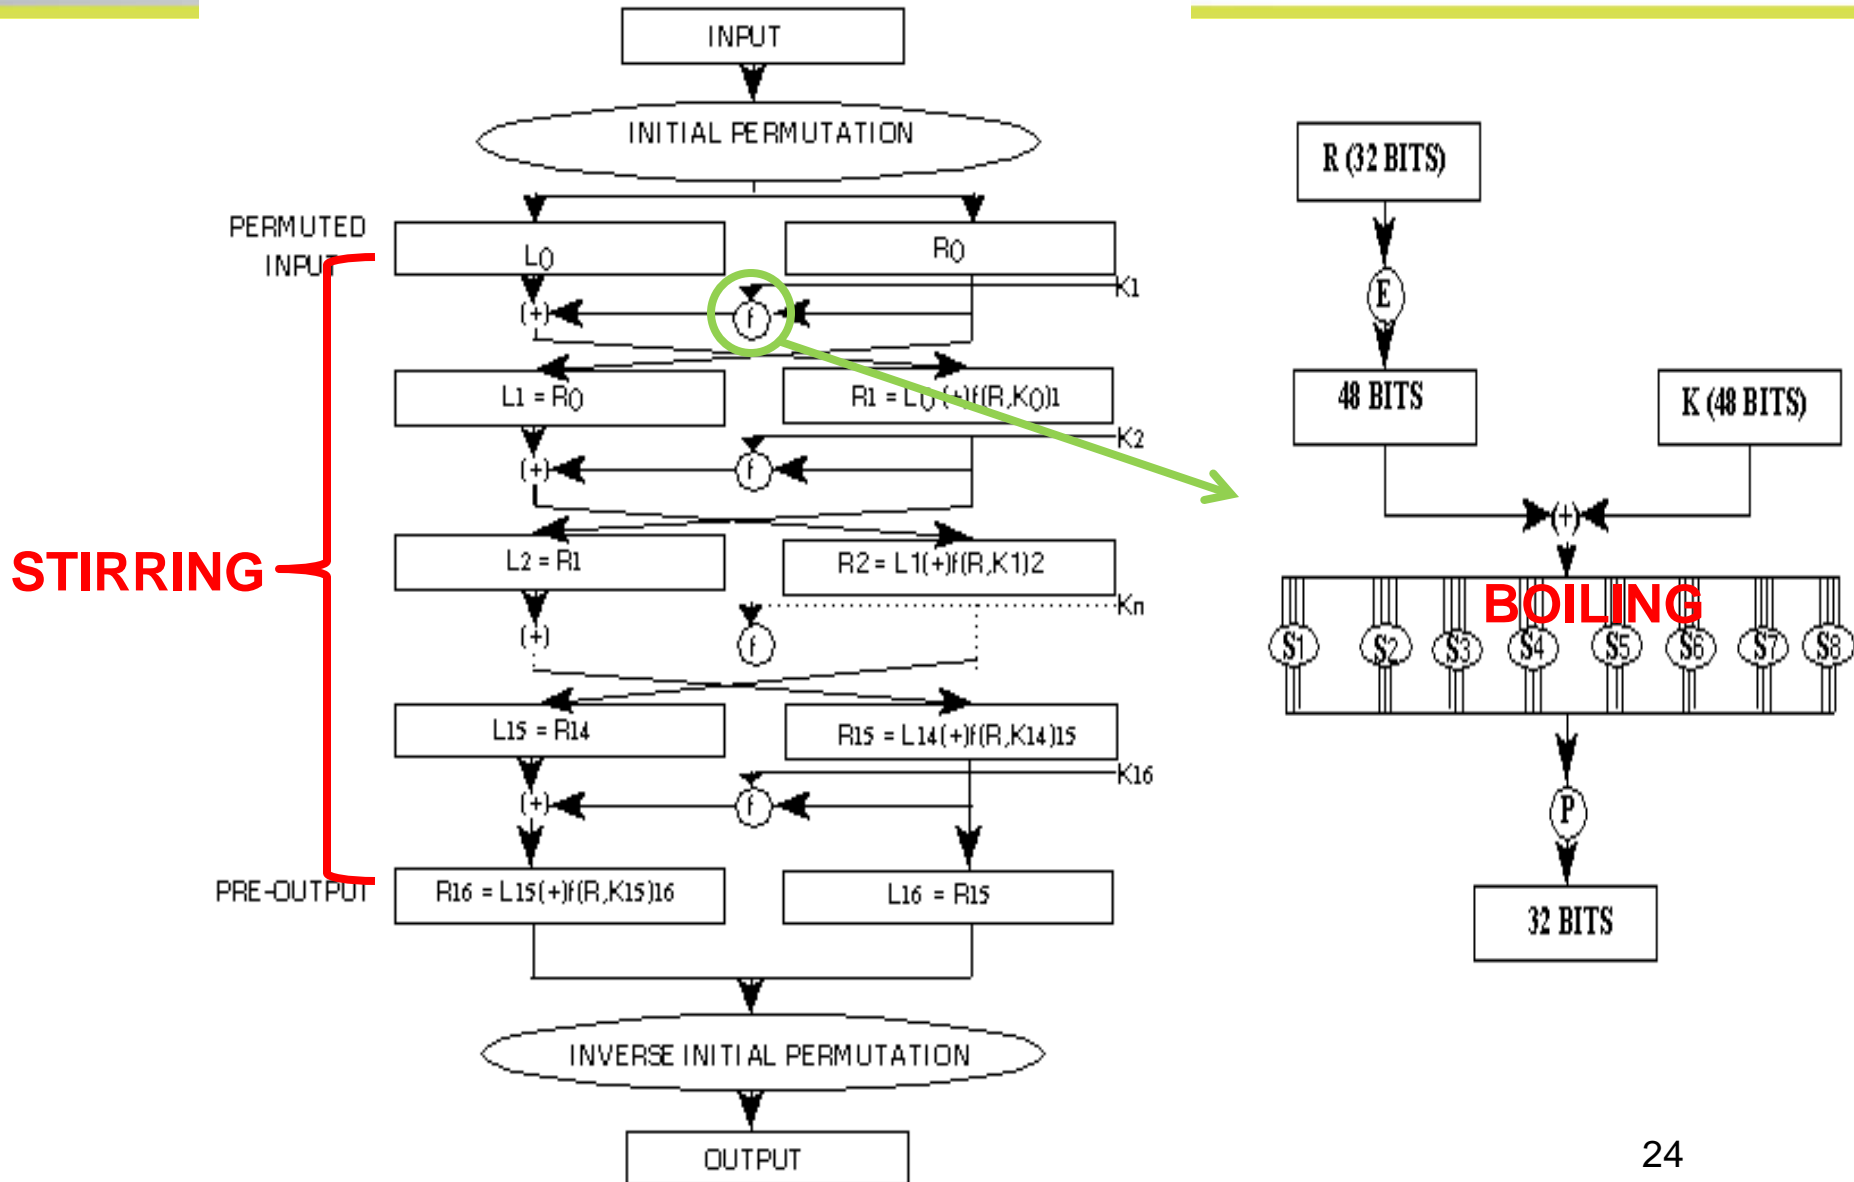 INPUT
INITIAL PERMUTATION
PERMUTED
INPUT
L0
R0
K1
(+)
f
L1 = R0
R1 = L0 (+)f(R,K0)1
K2
(+)
f
STIRRING
L2 = R1
R2 = L1(+)f(R,K1)2
Kn
(+)
f
L15 = R14
R15 = L14(+)f(R,K14)15
K16
(+)
f
PRE-OUTPUT
R16 = L15(+)f(R,K15)16
L16 = R15
INVERSE INITIAL PERMUTATION
OUTPUT
R (32 BITS)
E
48 BITS
K (48 BITS)
(+)
BOILING
S1 S2 S3 S4 S5 S6 S7 S8
P
32 BITS
24